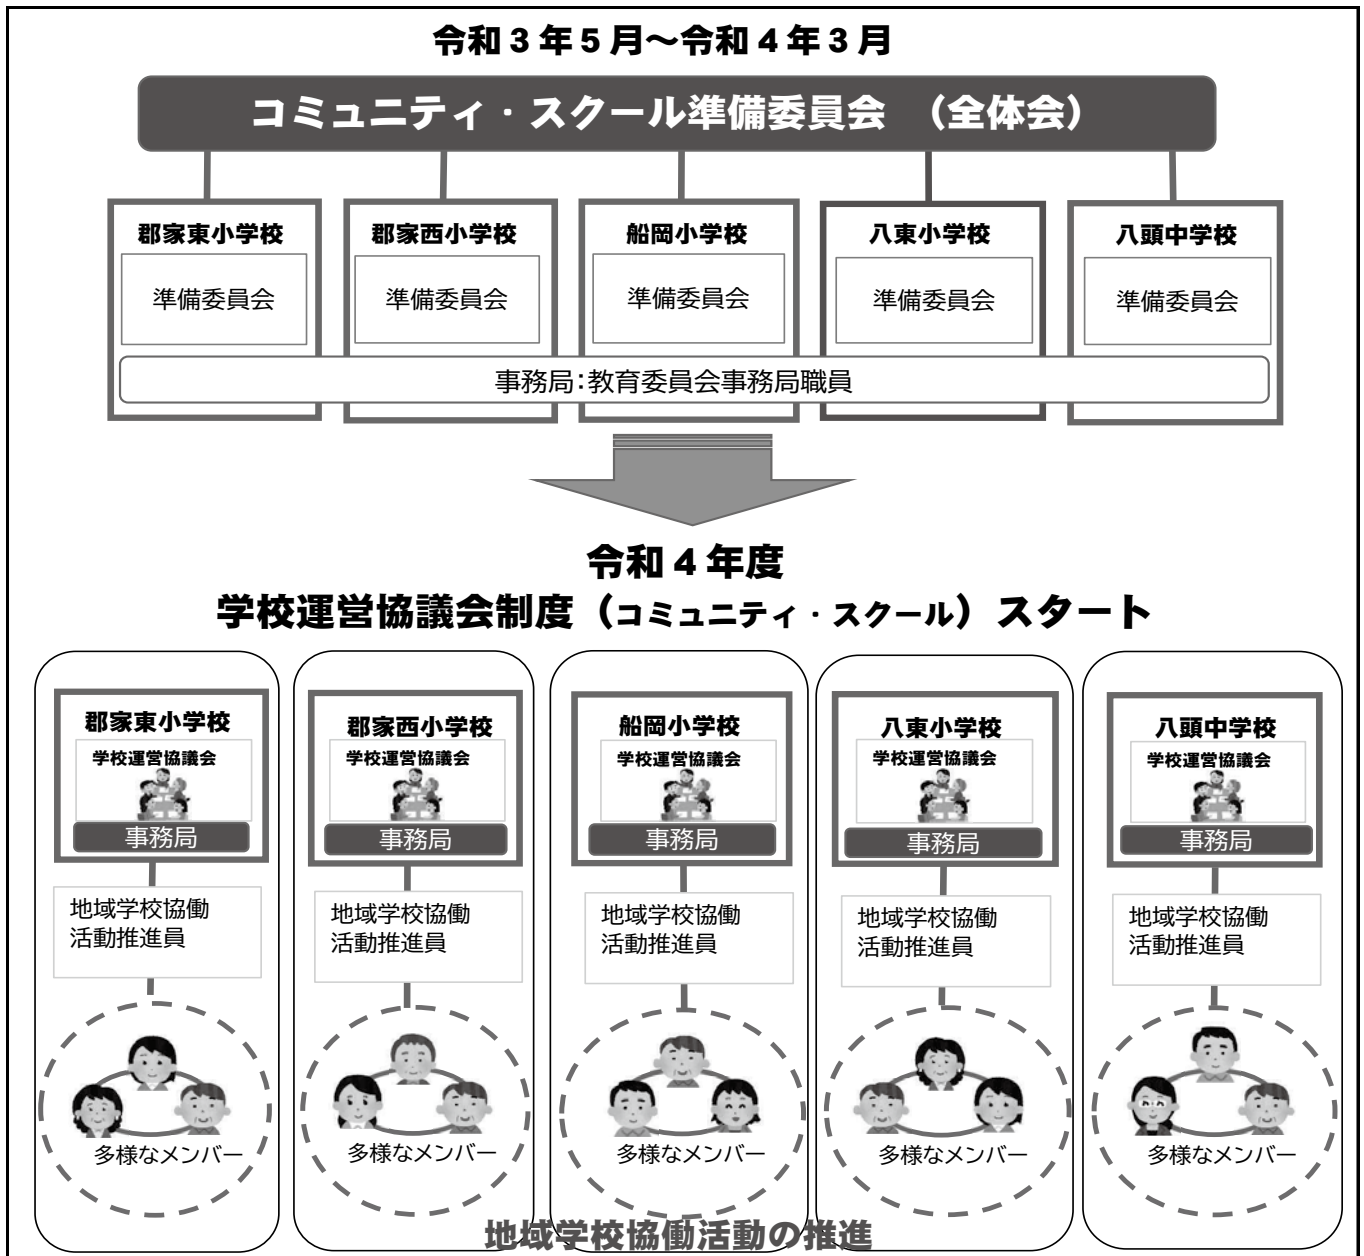 令和3年5月～令和4年3月
コミュニティ・スクール準備委員会 （全体会）
郡家東小学校
準備委員会
郡家西小学校
準備委員会
船岡小学校
準備委員会
八東小学校
準備委員会
八頭中学校
準備委員会
事務局：教育委員会事務局職員
令和4年度
学校運営協議会制度（コミュニティ・スクール）スタート
郡家東小学校
学校運営協議会
事務局
地域学校協働
活動推進員
多様なメンバー
郡家西小学校
学校運営協議会
事務局
地域学校協働
活動推進員
多様なメンバー
船岡小学校
学校運営協議会
事務局
地域学校協働
活動推進員
多様なメンバー
八東小学校
学校運営協議会
事務局
地域学校協働
活動推進員
多様なメンバー
八頭中学校
学校運営協議会
事務局
地域学校協働
活動推進員
多様なメンバー
地域学校協働活動の推進